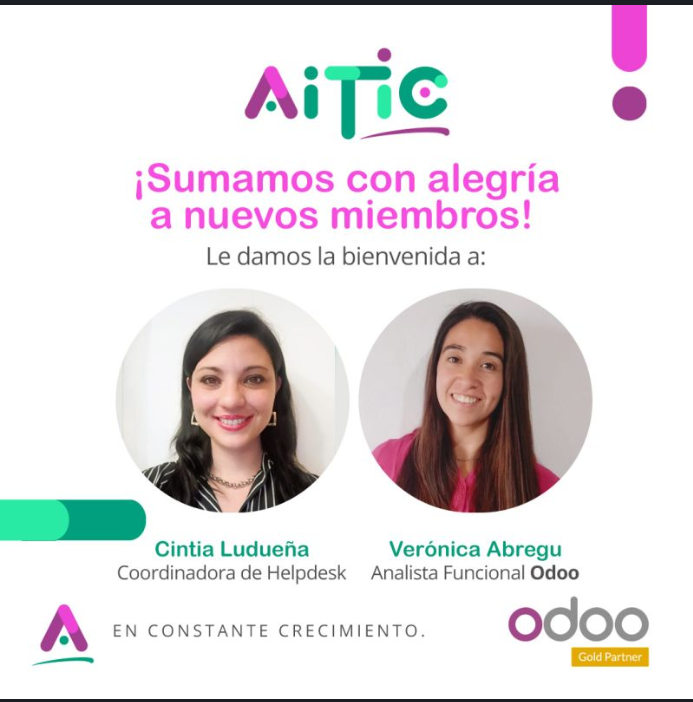 AiTiC
¡Sumamos con alegría
a nuevos miembros!
Le damos la bienvenida a:
Cintia Ludueña
Coordinadora de Helpdesk
Verónica Abregu
Analista Funcional Odoo
EN CONSTANTE CRECIMIENTO.
odoo
Gold Partner